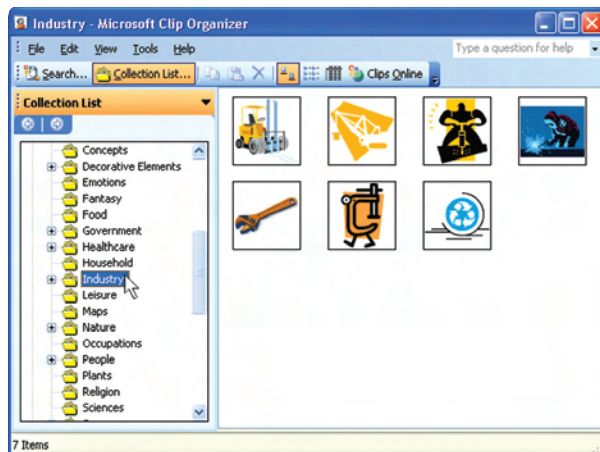 Industry - Microsoft Clip Organizer
File Edit View Tools Help
Type a question for help
Search... Collection List... Clips Online
Collection List
Concepts
Decorative Elements
Emotions
Fantasy
Food
Government
Healthcare
Household
Industry
Leisure
Maps
Nature
Occupations
People
Plants
Religion
Sciences
7 Items